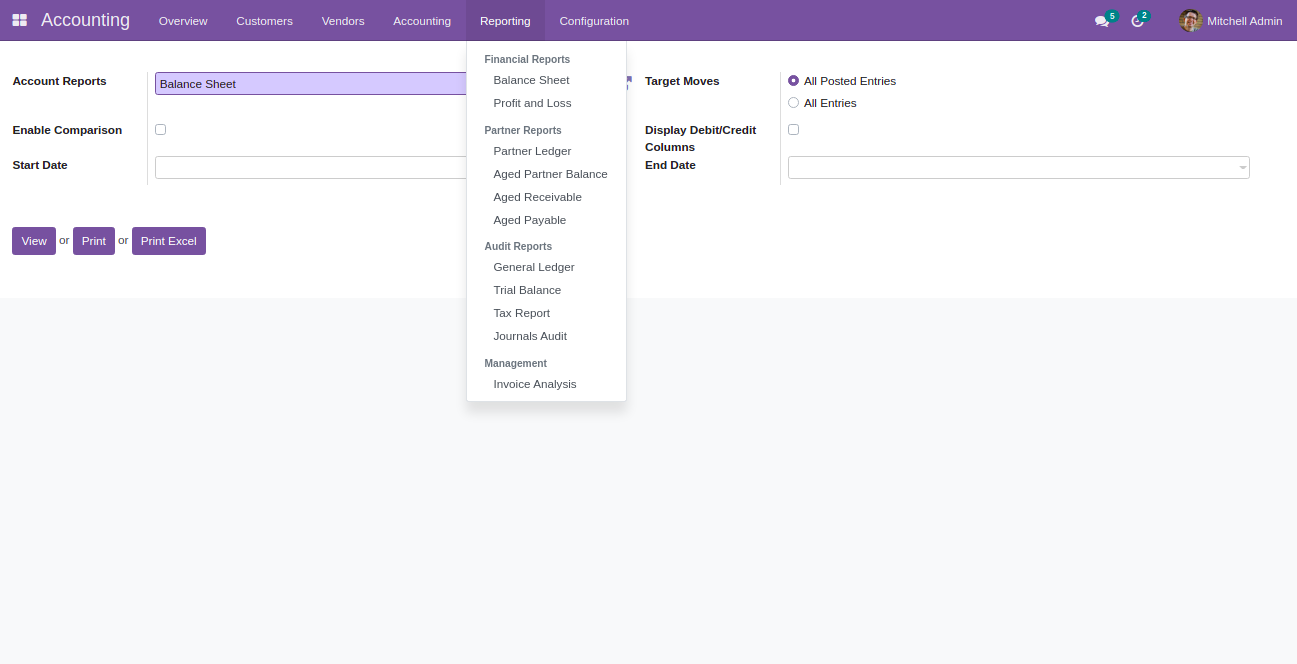 Accounting Overview Customers Vendors Accounting Reporting Configuration 5 2 Mitchell Admin
Account Reports
Balance Sheet
Enable Comparison
Start Date
View or Print or Print Excel
Financial Reports
Balance Sheet
Profit and Loss
Partner Reports
Partner Ledger
Aged Partner Balance
Aged Receivable
Aged Payable
Audit Reports
General Ledger
Trial Balance
Tax Report
Journals Audit
Management
Invoice Analysis
Target Moves
All Posted Entries
All Entries
Display Debit/Credit
Columns
End Date